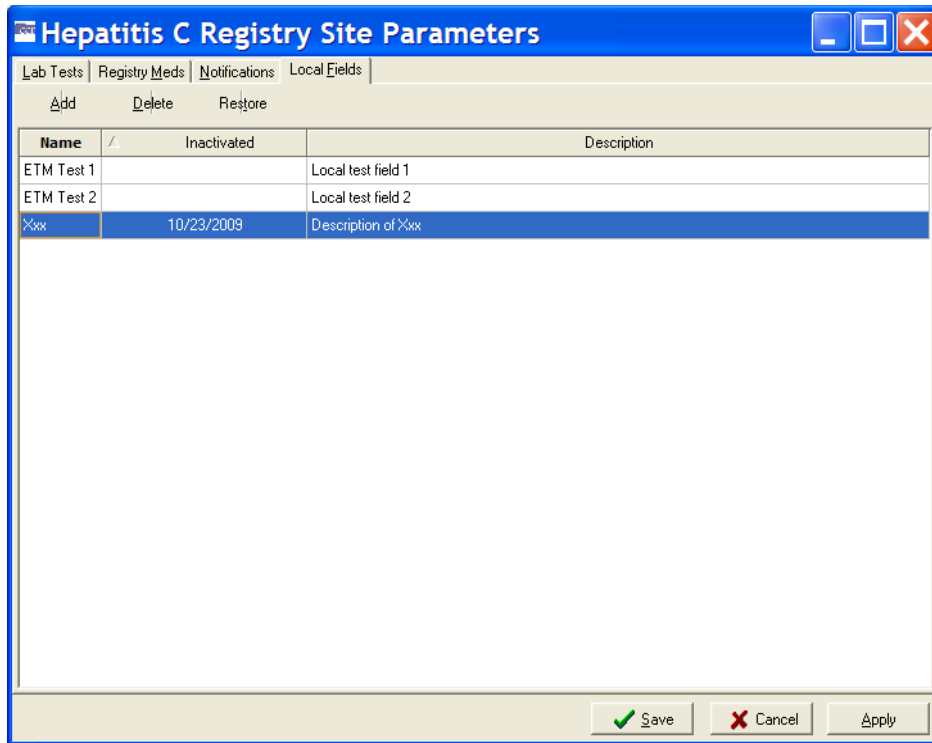 Hepatitis C Registry Site Parameters
Lab Tests Registry Meds Notifications Local Fields
Add Delete Restore
Name Inactivated Description
ETM Test 1 Local test field 1
ETM Test 2 Local test field 2
Xxx 10/23/2009 Description of Xxx
Save Cancel Apply